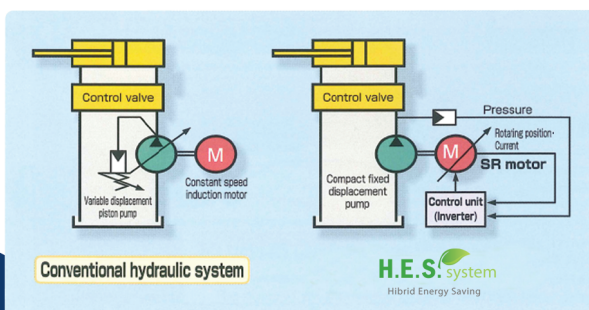 Control valve
M
Variable displacement
piston pump
Constant speed
induction motor
Conventional hydraulic system
Control valve
Pressure
Rotating position·
Current
M
SR motor
Compact fixed
displacement
pump
Control unit
(Inverter)
H.E.S. system
Hibrid Energy Saving